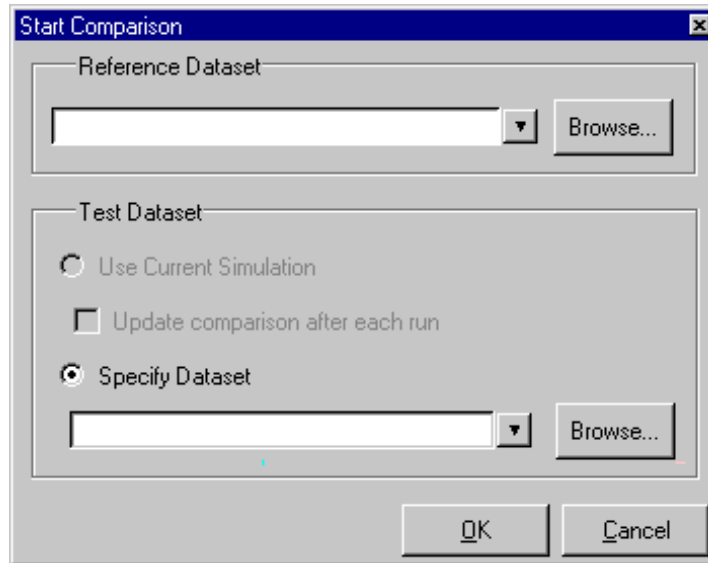 Start Comparison
Reference Dataset
Browse...
Test Dataset
Use Current Simulation
Update comparison after each run
Specify Dataset
Browse...
OK
Cancel